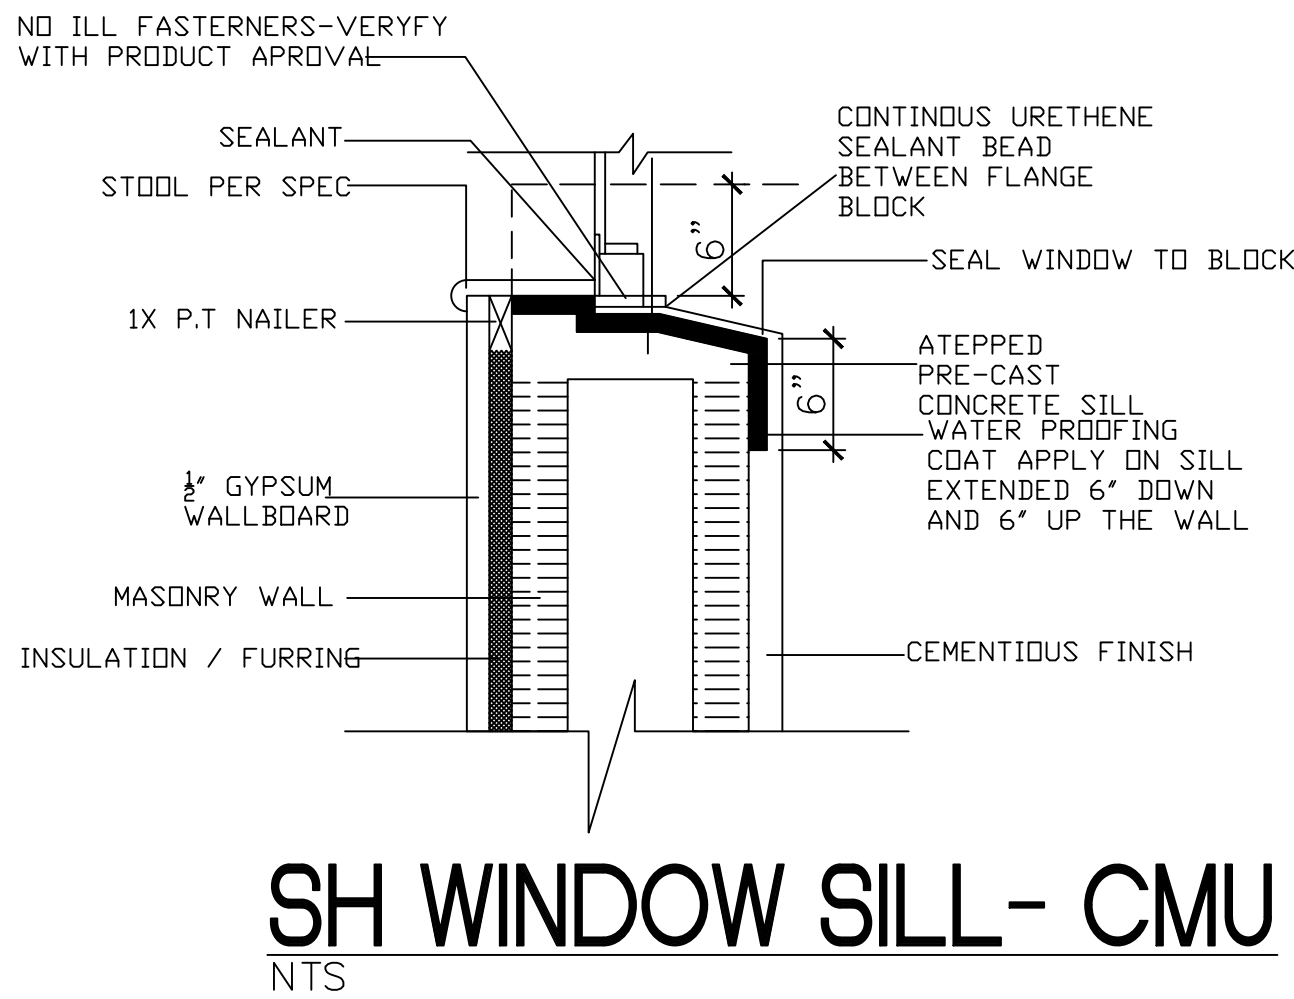 NO ILL FASTERNERS-VERYFY
WITH PRODUCT APROVAL
SEALANT
STOOL PER SPEC
CONTINOUS URETHENE
SEALANT BEAD
BETWEEN FLANGE
BLOCK
6"
SEAL WINDOW TO BLOCK
1X P.T NAILER
ATEPPED
PRE-CAST
CONCRETE SILL
6"
WATER PROOFING
COAT APPLY ON SILL
EXTENDED 6" DOWN
AND 6" UP THE WALL
½" GYPSUM
WALLBOARD
MASONRY WALL
INSULATION / FURRING
CEMENTIOUS FINISH
SH WINDOW SILL - CMU
NTS